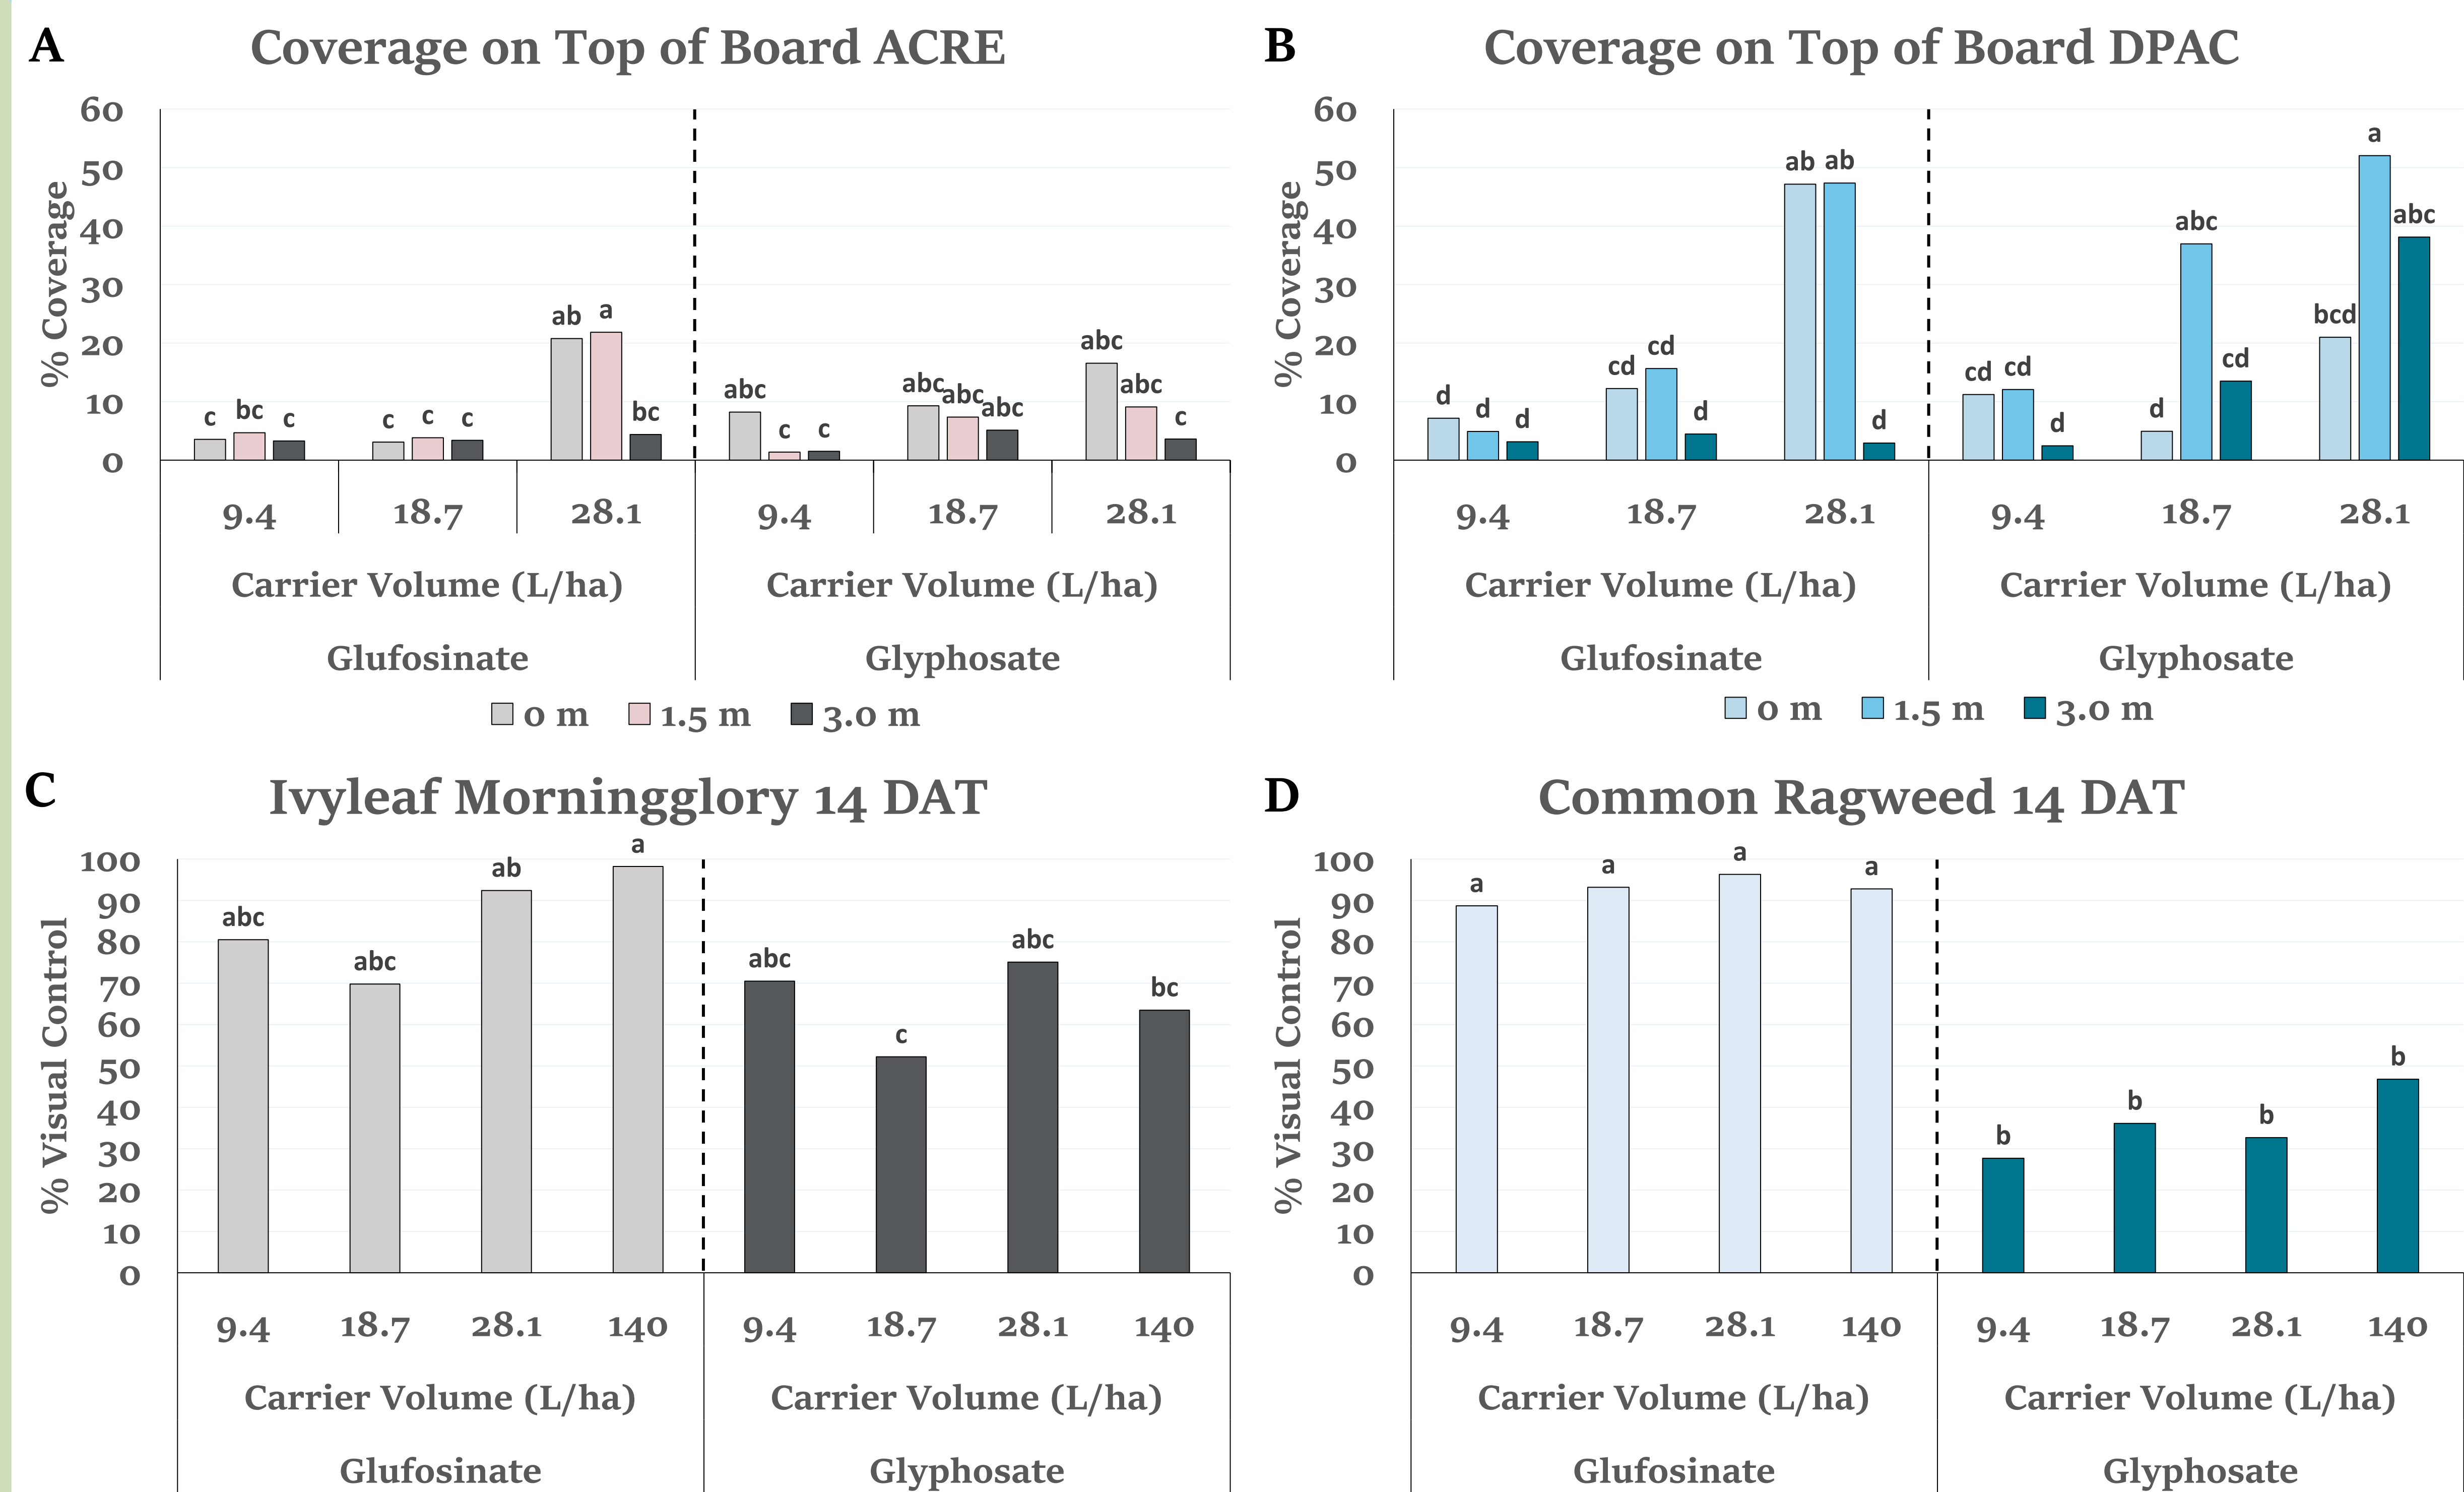 A
Coverage on Top of Board ACRE
% Coverage
60
50
40
30
20
10
0
c bc c c c c ab a bc abc c c abc abc abc abc abc c
9.4 18.7 28.1 9.4 18.7 28.1
Carrier Volume (L/ha) Carrier Volume (L/ha)
Glufosinate Glyphosate
0 m 1.5 m 3.0 m
B
Coverage on Top of Board DPAC
% Coverage
60
50
40
30
20
10
0
d d d cd cd d ab ab d cd cd d d abc cd bcd a abc
9.4 18.7 28.1 9.4 18.7 28.1
Carrier Volume (L/ha) Carrier Volume (L/ha)
Glufosinate Glyphosate
0 m 1.5 m 3.0 m
C
Ivyleaf Morningglory 14 DAT
% Visual Control
100
90
80
70
60
50
40
30
20
10
0
abc abc ab a abc c abc bc
9.4 18.7 28.1 140 9.4 18.7 28.1 140
Carrier Volume (L/ha) Carrier Volume (L/ha)
Glufosinate Glyphosate
D
Common Ragweed 14 DAT
% Visual Control
100
90
80
70
60
50
40
30
20
10
0
a a a a b b b b
9.4 18.7 28.1 140 9.4 18.7 28.1 140
Carrier Volume (L/ha) Carrier Volume (L/ha)
Glufosinate Glyphosate